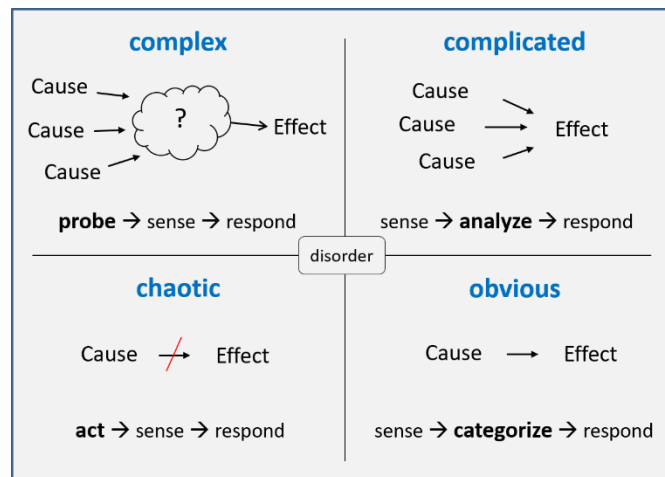 complex
Cause
Cause
Cause
?
Effect
probe → sense → respond
complicated
Cause
Cause
Cause
Effect
sense → analyze → respond
disorder
chaotic
Cause
Effect
act → sense → respond
obvious
Cause
Effect
sense → categorize → respond